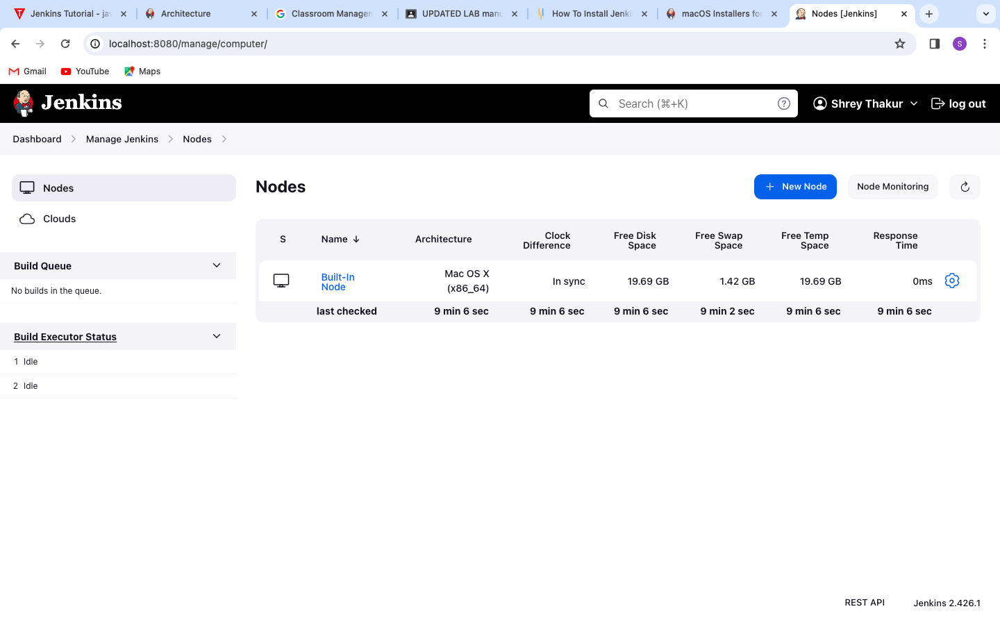 Jenkins Tutorial - jav
Architecture
Classroom Managem
UPDATED LAB manu
How To Install Jenki
macOS Installers for
Nodes [Jenkins]
localhost:8080/manage/computer/
S
Gmail
YouTube
Maps
Jenkins
Search (⌘+K)
?
Shrey Thakur
log out
Dashboard
Manage Jenkins
Nodes
Nodes
Clouds
Build Queue
No builds in the queue.
Build Executor Status
1 Idle
2 Idle
Nodes
+ New Node
Node Monitoring
S Name ↓ Architecture Clock Difference Free Disk Space Free Swap Space Free Temp Space Response Time
Built-In Node Mac OS X (x86_64) In sync 19.69 GB 1.42 GB 19.69 GB 0ms
last checked 9 min 6 sec 9 min 6 sec 9 min 6 sec 9 min 2 sec 9 min 6 sec 9 min 6 sec
REST API
Jenkins 2.426.1